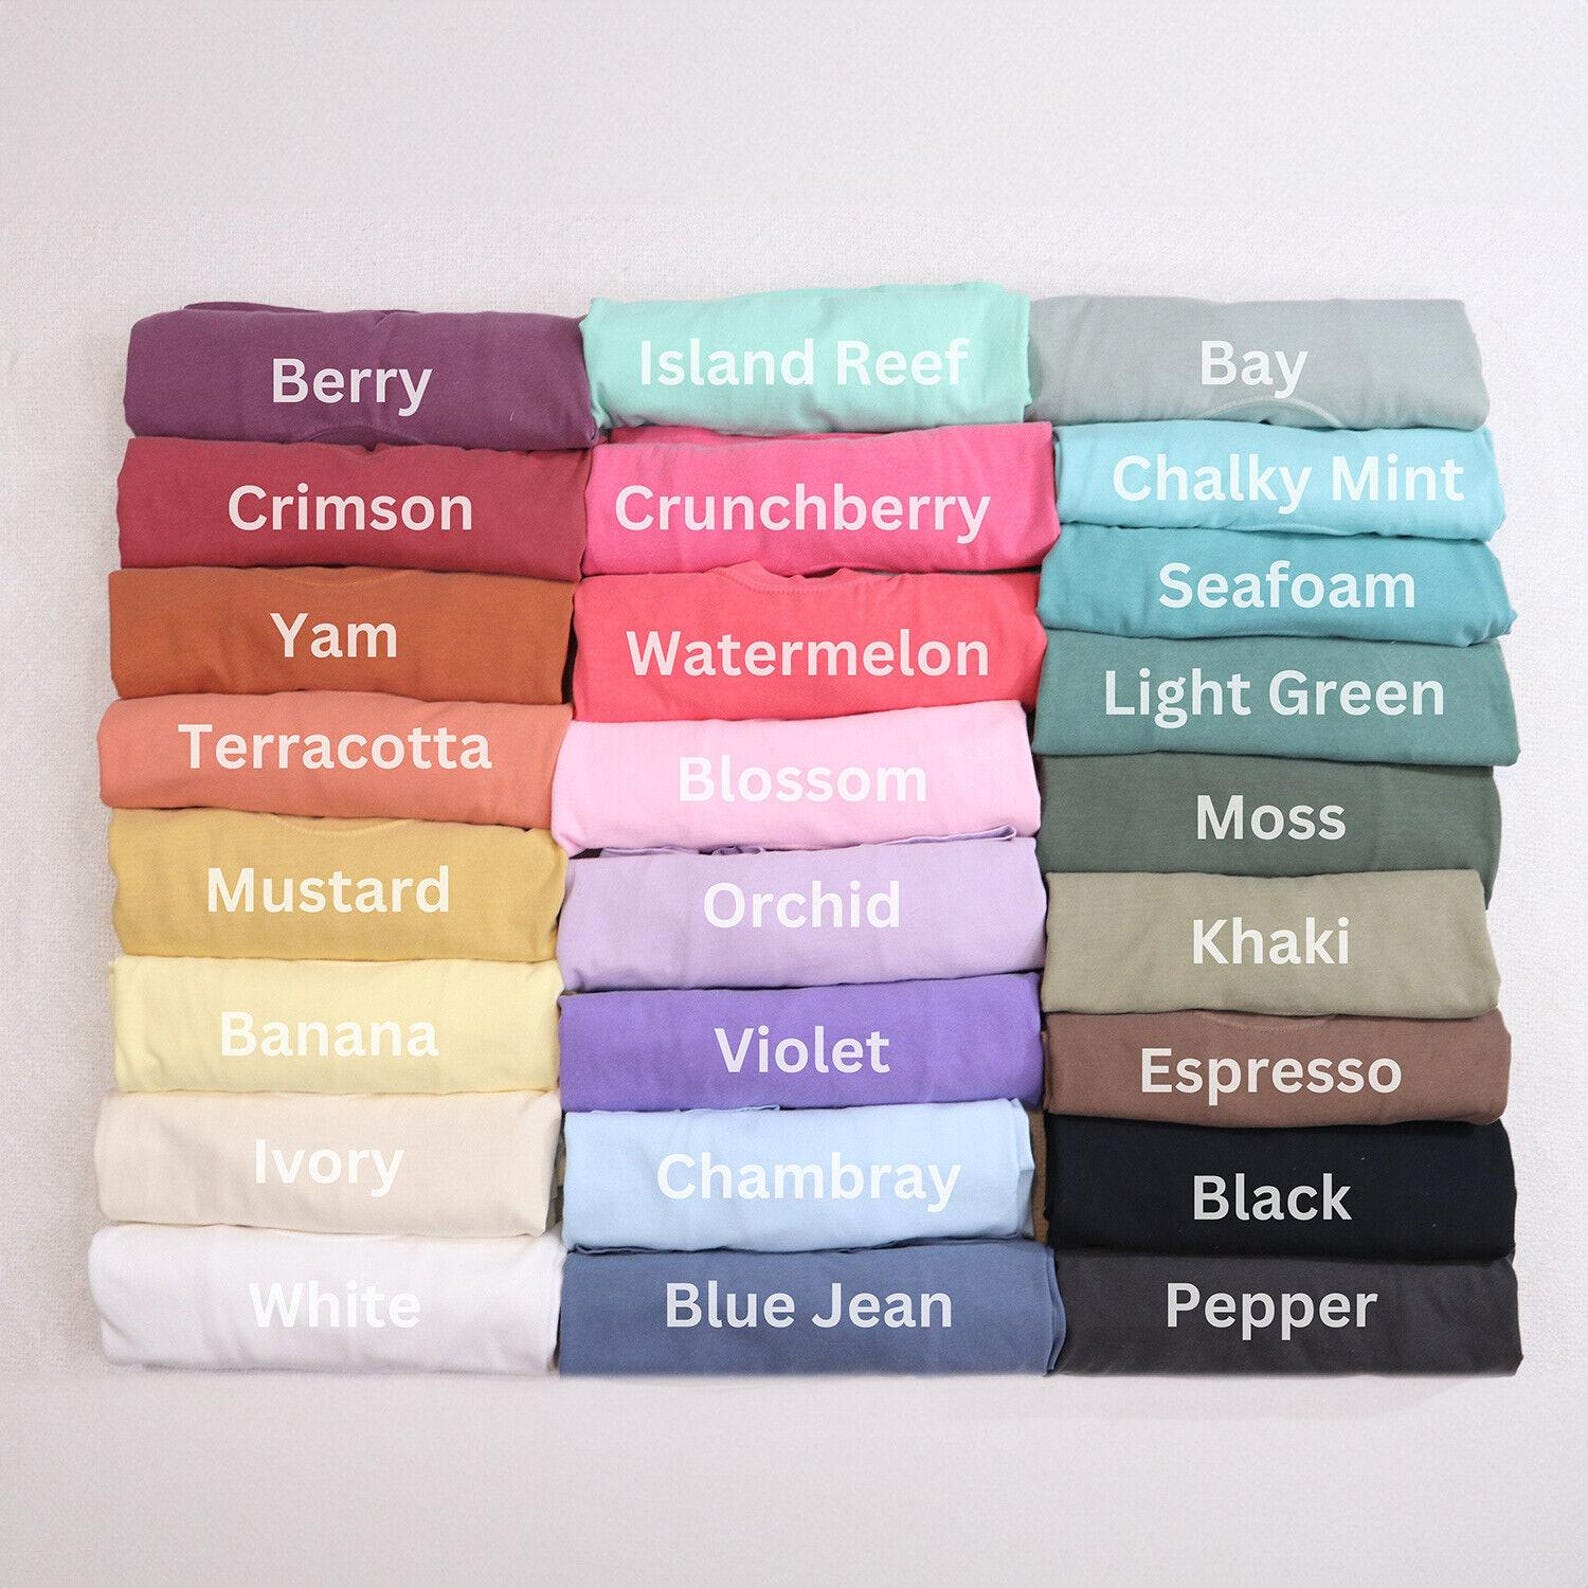 Berry
Crimson
Yam
Terracotta
Mustard
Banana
Ivory
White
Island Reef
Crunchberry
Watermelon
Blossom
Orchid
Violet
Chambray
Blue Jean
Bay
Chalky Mint
Seafoam
Light Green
Moss
Khaki
Espresso
Black
Pepper